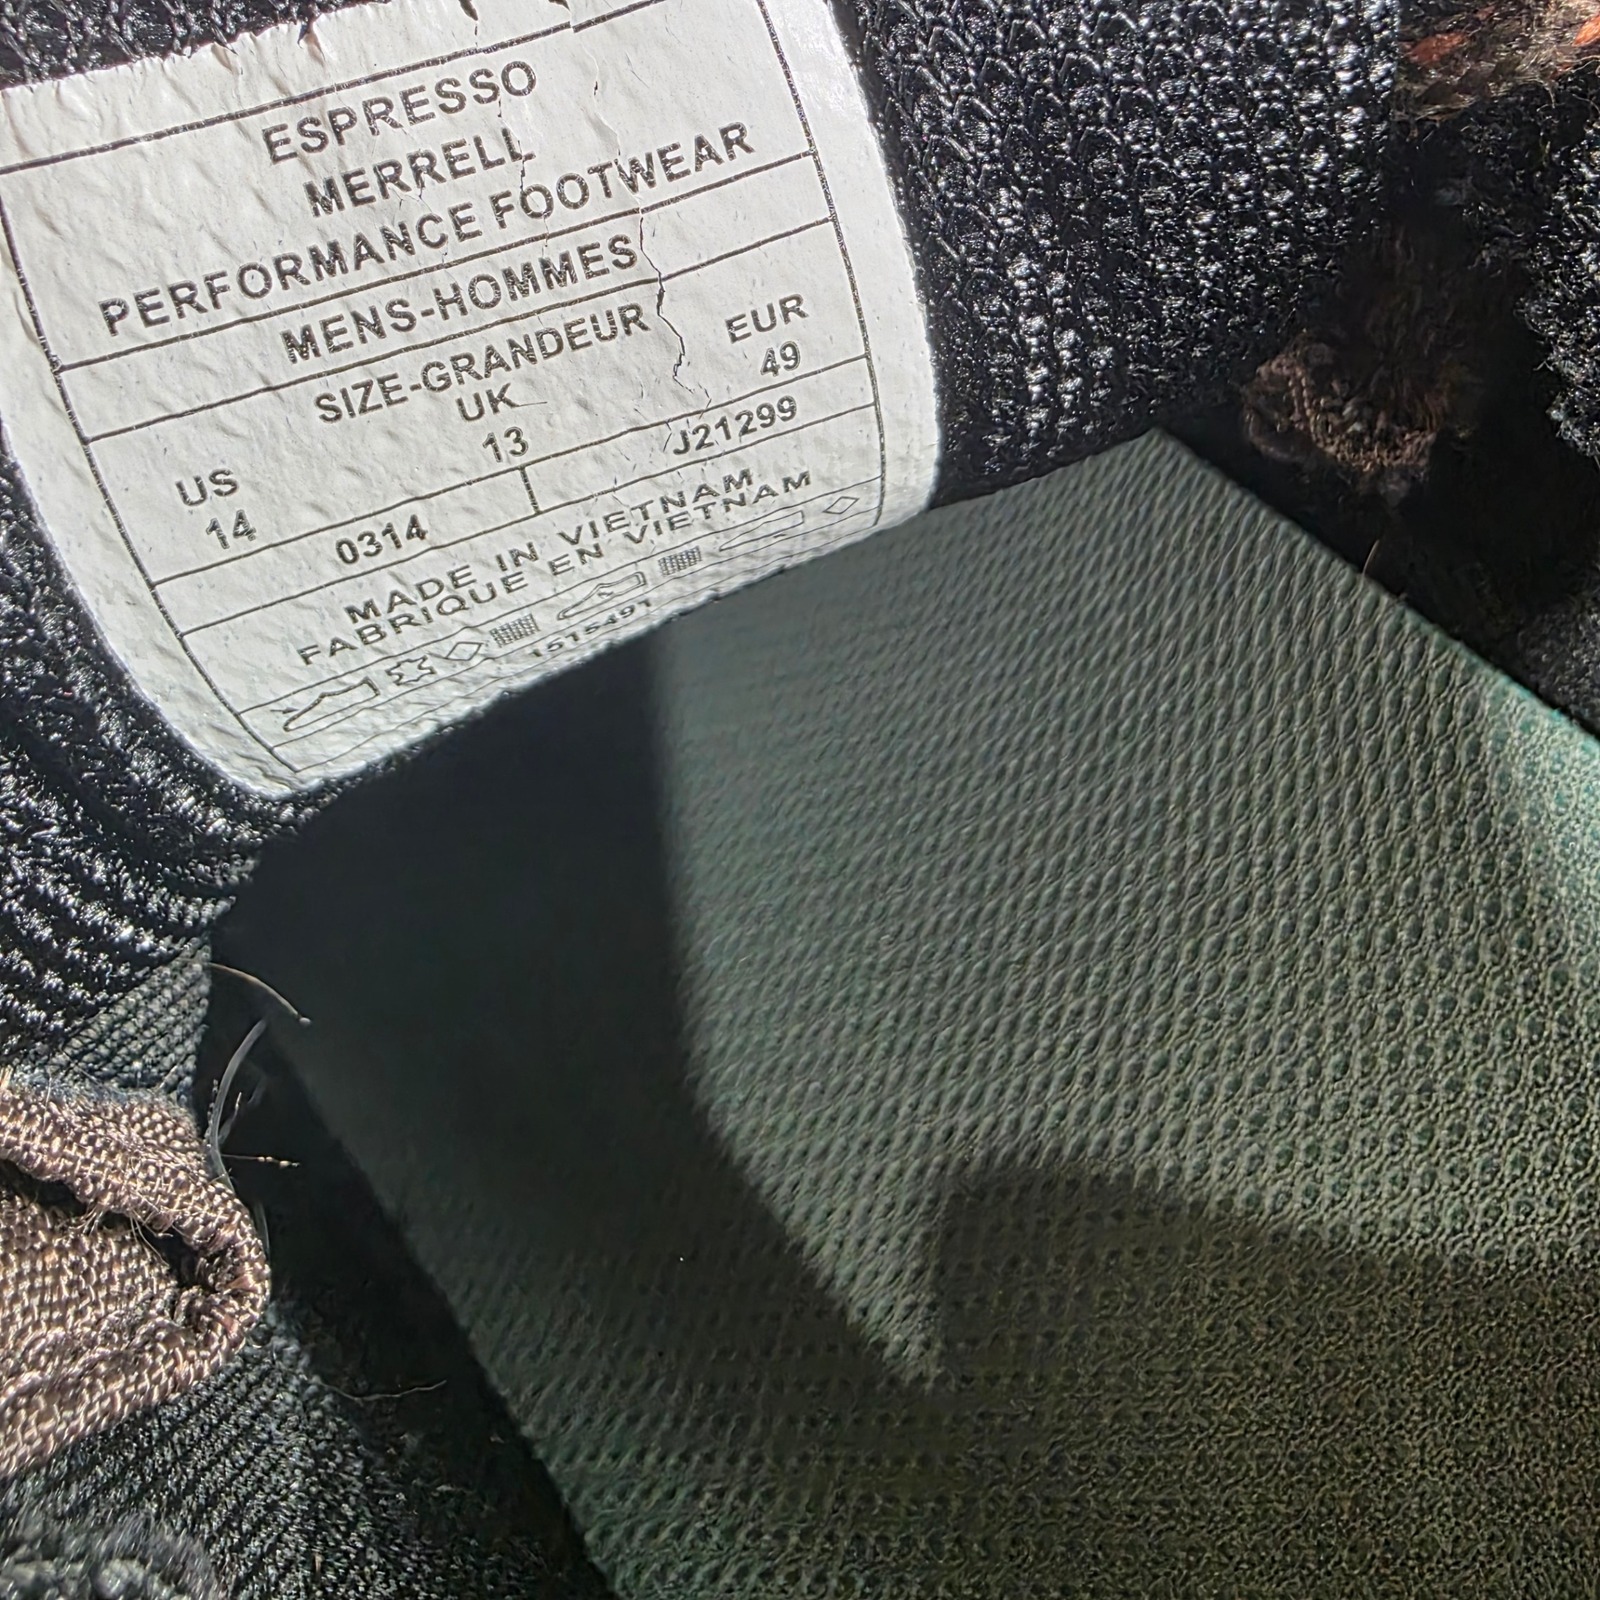 ESPRESSO
MERRELL
PERFORMANCE FOOTWEAR
MENS-HOMMES
SIZE-GRANDEUR
US UK EUR
14 13 49
0314 J21299
MADE IN VIETNAM
FABRIQUE EN VIETNAM
1515491